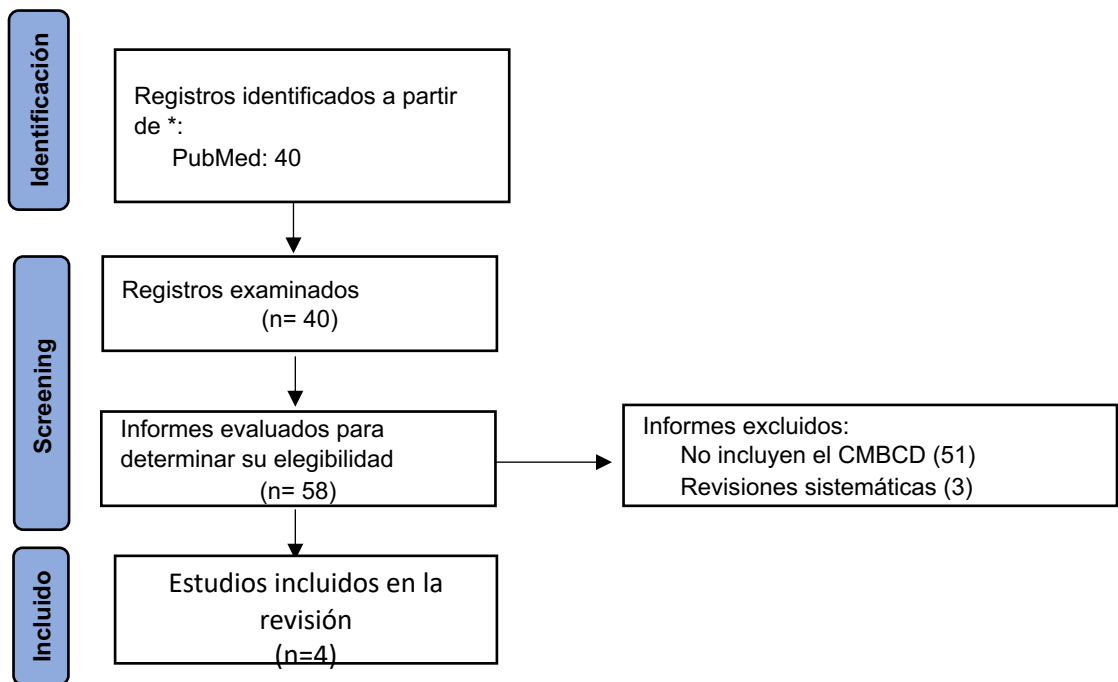 Identificación
Registros identificados a partir
de *:
PubMed: 40
Screening
Registros examinados
(n= 40)
Informes evaluados para
determinar su elegibilidad
(n= 58)
Informes excluidos:
No incluyen el CMBCD (51)
Revisiones sistemáticas (3)
Incluido
Estudios incluidos en la
revisión
(n=4)